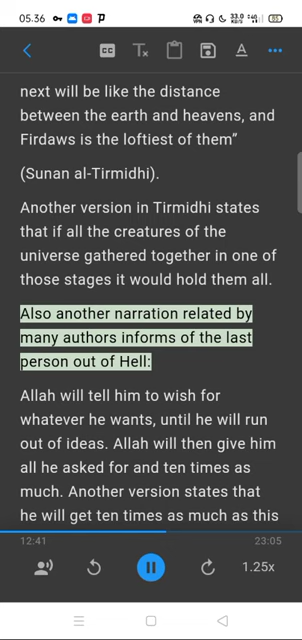 05.36
33.0 KB/S
CC
next will be like the distance
between the earth and heavens, and
Firdaws is the loftiest of them”
(Sunan al-Tirmidhi).
Another version in Tirmidhi states
that if all the creatures of the
universe gathered together in one of
those stages it would hold them all.
Also another narration related by
many authors informs of the last
person out of Hell:
Allah will tell him to wish for
whatever he wants, until he will run
out of ideas. Allah will then give him
all he asked for and ten times as
much. Another version states that
he will get ten times as much as this
12:41 23:05
1.25x